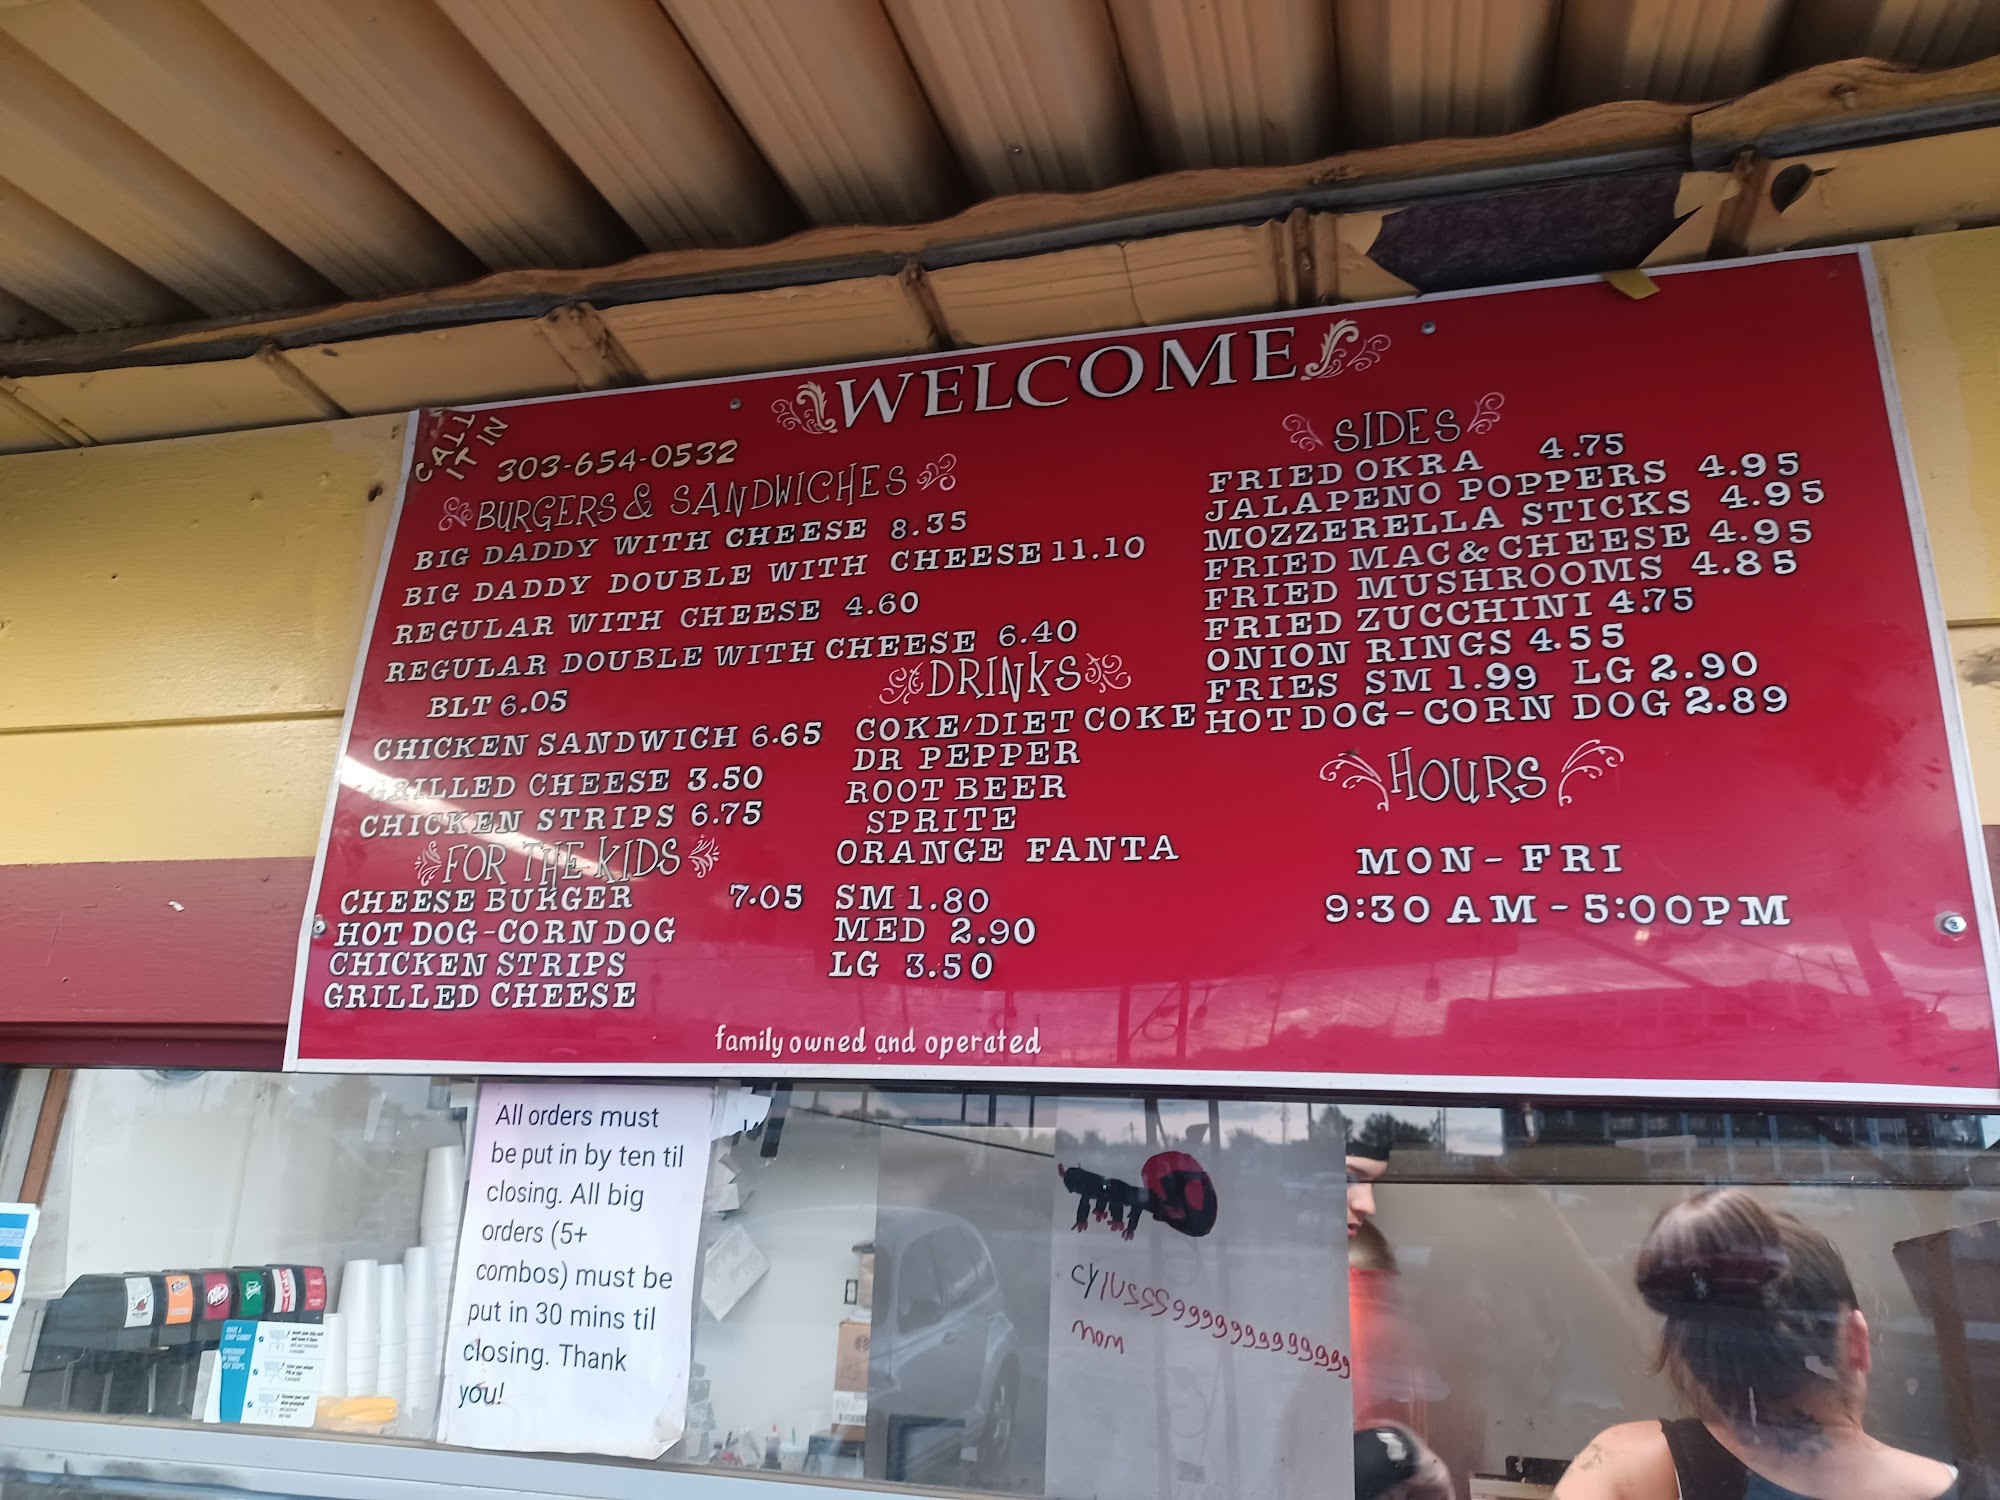 WELCOME
CALL
IT IN
303-654-0532
BURGERS & SANDWICHES
BIG DADDY WITH CHEESE 8.35
BIG DADDY DOUBLE WITH CHEESE 11.10
REGULAR WITH CHEESE 4.60
REGULAR DOUBLE WITH CHEESE 6.40
BLT 6.05
CHICKEN SANDWICH 6.65
GRILLED CHEESE 3.50
CHICKEN STRIPS 6.75
FOR THE KIDS
CHEESE BURGER 7.05
HOT DOG-CORN DOG
CHICKEN STRIPS
GRILLED CHEESE
DRINKS
COKE/DIET COKE
DR PEPPER
ROOT BEER
SPRITE
ORANGE FANTA
SM 1.80
MED 2.90
LG 3.50
SIDES
FRIED OKRA 4.75
JALAPENO POPPERS 4.95
MOZZERELLA STICKS 4.95
FRIED MAC & CHEESE 4.95
FRIED MUSHROOMS 4.85
FRIED ZUCCHINI 4.75
ONION RINGS 4.55
FRIES SM 1.99 LG 2.90
HOT DOG-CORN DOG 2.89
HOURS
MON-FRI
9:30 AM-5:00PM
family owned and operated
All orders must
be put in by ten til
closing. All big
orders (5+
combos) must be
put in 30 mins til
closing. Thank
you!
mom